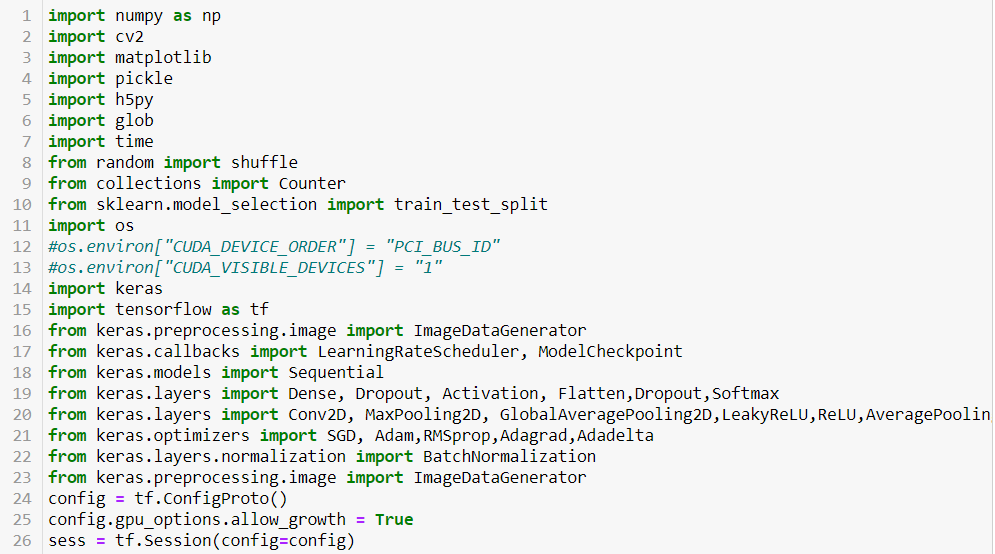 1 import numpy as np
2 import cv2
3 import matplotlib
4 import pickle
5 import h5py
6 import glob
7 import time
8 from random import shuffle
9 from collections import Counter
10 from sklearn.model_selection import train_test_split
11 import os
12 #os.environ["CUDA_DEVICE_ORDER"] = "PCI_BUS_ID"
13 #os.environ["CUDA_VISIBLE_DEVICES"] = "1"
14 import keras
15 import tensorflow as tf
16 from keras.preprocessing.image import ImageDataGenerator
17 from keras.callbacks import LearningRateScheduler, ModelCheckpoint
18 from keras.models import Sequential
19 from keras.layers import Dense, Dropout, Activation, Flatten,Dropout,Softmax
20 from keras.layers import Conv2D, MaxPooling2D, GlobalAveragePooling2D,LeakyReLU,ReLU,AveragePoolin
21 from keras.optimizers import SGD, Adam,RMSprop,Adagrad,Adadelta
22 from keras.layers.normalization import BatchNormalization
23 from keras.preprocessing.image import ImageDataGenerator
24 config = tf.ConfigProto()
25 config.gpu_options.allow_growth = True
26 sess = tf.Session(config=config)